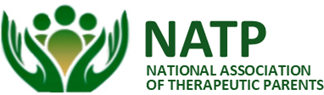 NATP
NATIONAL ASSOCIATION
OF THERAPEUTIC PARENTS